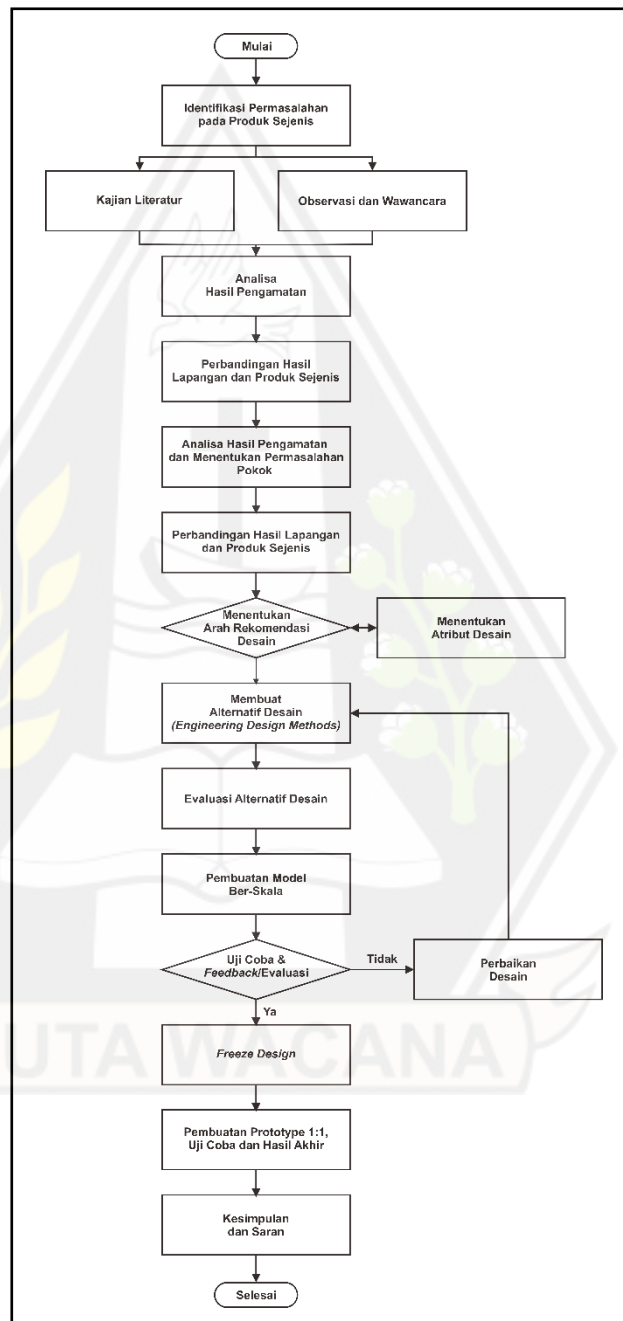 Mulai
Identifikasi Permasalahan
pada Produk Sejenis
Kajian Literatur
Observasi dan Wawancara
Analisa
Hasil Pengamatan
Perbandingan Hasil
Lapangan dan Produk Sejenis
Analisa Hasil Pengamatan
dan Menentukan Permasalahan
Pokok
Perbandingan Hasil Lapangan
dan Produk Sejenis
Menentukan
Arah Rekomendasi
Desain
Menentukan
Atribut Desain
Membuat
Alternatif Desain
(Engineering Design Methods)
Evaluasi Alternatif Desain
Pembuatan Model
Ber-Skala
Uji Coba &
Feedback/Evaluasi
Tidak
Perbaikan
Desain
Ya
Freeze Design
UTA WACANA
Pembuatan Prototype 1:1,
Uji Coba dan Hasil Akhir
Kesimpulan
dan Saran
Selesai